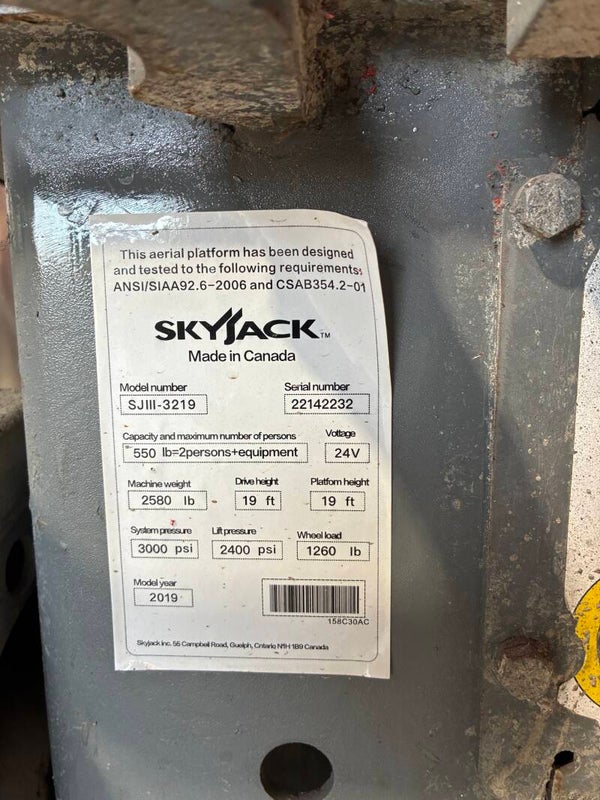 This aerial platform has been designed
and tested to the following requirements:
ANSI/SIAA92.6-2006 and CSAB354.2-01
SKYJACK™
Made in Canada
Model number Serial number
SJIII-3219 22142232
Capacity and maximum number of persons Voltage
550 lb=2persons+equipment 24V
Machine weight Drive height Platfom height
2580 lb 19 ft 19 ft
System pressure Lift pressure Wheel load
3000 psi 2400 psi 1260 lb
Model year
2019
158C30AC
Skyjack Inc. 55 Campbell Road, Guelph, Cntario N1H 1B9 Canada